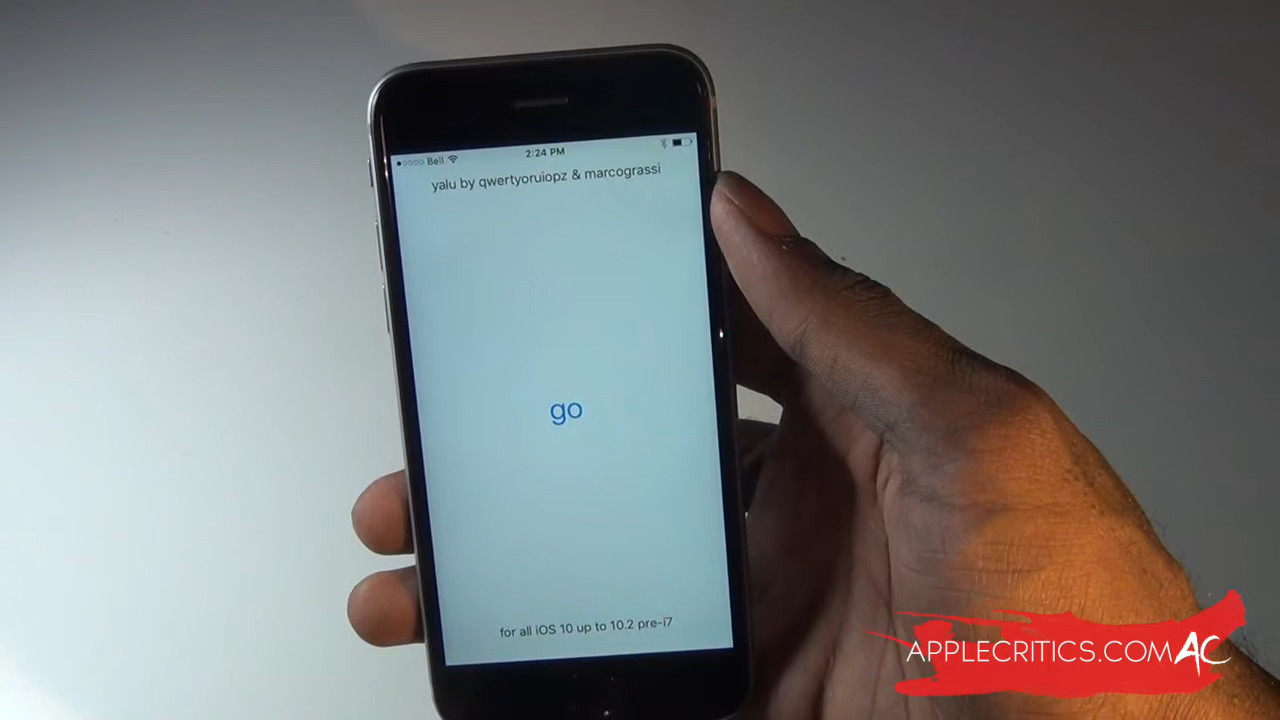 Bell 2:24 PM
yalu by qwertyoruiopz & marcograssi
go
for all iOS 10 up to 10.2 pre-i7
APPLECRITICS.COM AC